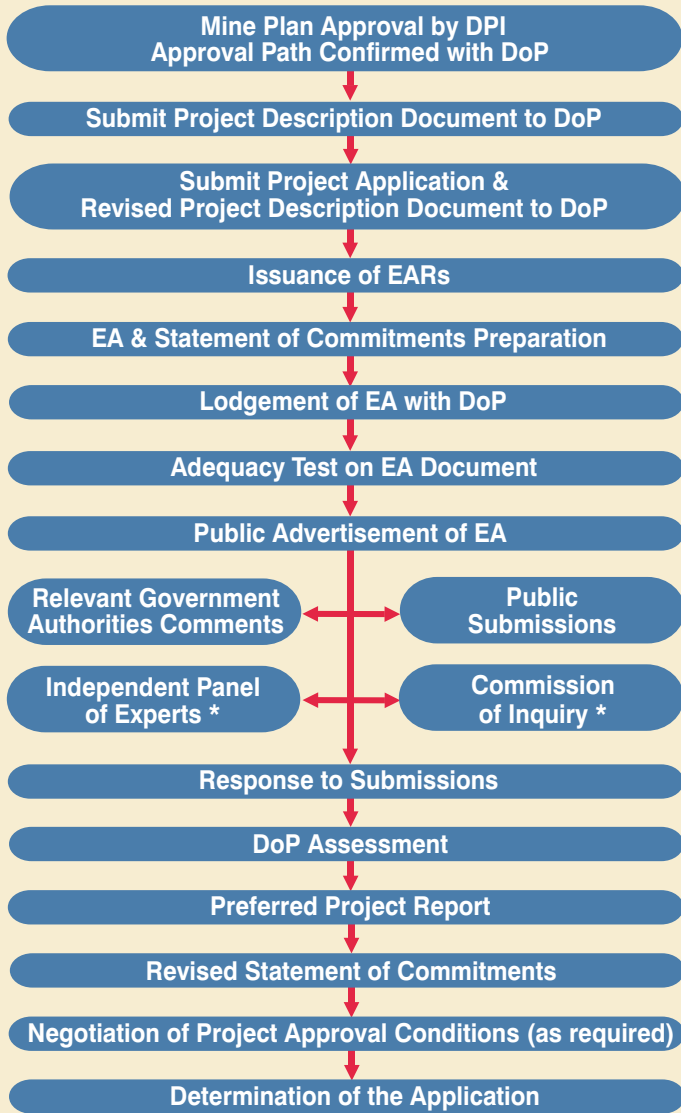 Mine Plan Approval by DPI
Approval Path Confirmed with DoP
Submit Project Description Document to DoP
Submit Project Application &
Revised Project Description Document to DoP
Issuance of EARs
EA & Statement of Commitments Preparation
Lodgement of EA with DoP
Adequacy Test on EA Document
Public Advertisement of EA
Relevant Government
Authorities Comments
Public
Submissions
Independent Panel
of Experts *
Commission
of Inquiry *
Response to Submissions
DoP Assessment
Preferred Project Report
Revised Statement of Commitments
Negotiation of Project Approval Conditions (as required)
Determination of the Application